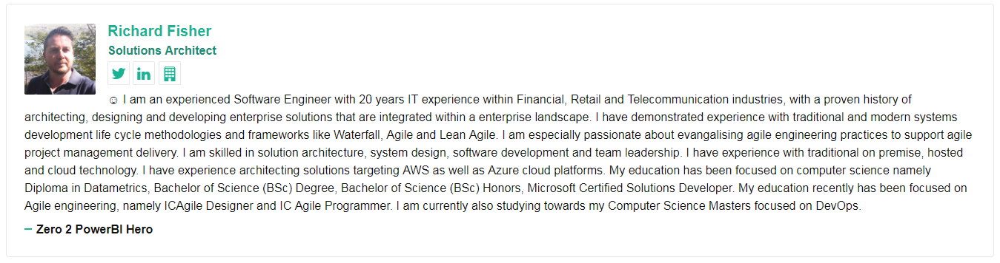 Richard Fisher
Solutions Architect
☺ I am an experienced Software Engineer with 20 years IT experience within Financial, Retail and Telecommunication industries, with a proven history of
architecting, designing and developing enterprise solutions that are integrated within a enterprise landscape. I have demonstrated experience with traditional and modern systems
development life cycle methodologies and frameworks like Waterfall, Agile and Lean Agile. I am especially passionate about evangalising agile engineering practices to support agile
project management delivery. I am skilled in solution architecture, system design, software development and team leadership. I have experience with traditional on premise, hosted
and cloud technology. I have experience architecting solutions targeting AWS as well as Azure cloud platforms. My education has been focused on computer science namely
Diploma in Datametrics, Bachelor of Science (BSc) Degree, Bachelor of Science (BSc) Honors, Microsoft Certified Solutions Developer. My education recently has been focused on
Agile engineering, namely ICAgile Designer and IC Agile Programmer. I am currently also studying towards my Computer Science Masters focused on DevOps.
– Zero 2 PowerBI Hero